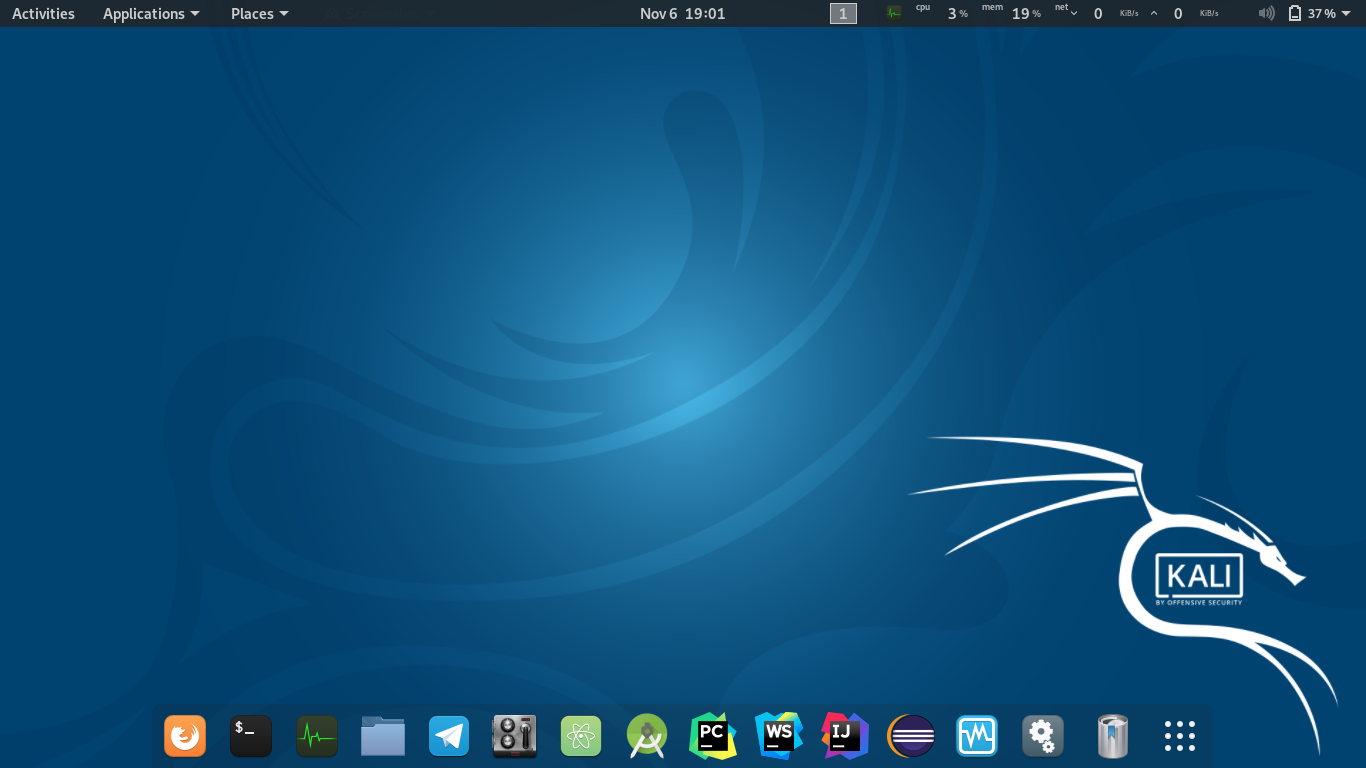 Activities Applications Places Nov 6 19:01 1 cpu 3 % mem 19 % net 0 KiB/s 0 KiB/s 37 %
KALI
BY OFFENSIVE SECURITY
$_ PC WS IJ